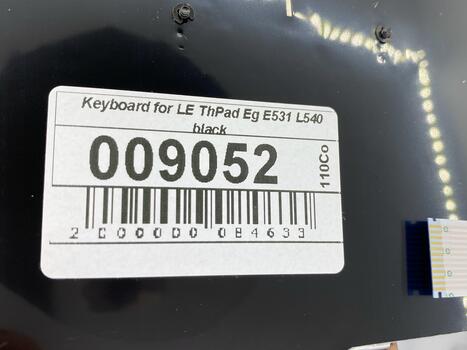 Keyboard for LE ThPad Eg E531 L540
black
009052
110Co
2 000000 084633